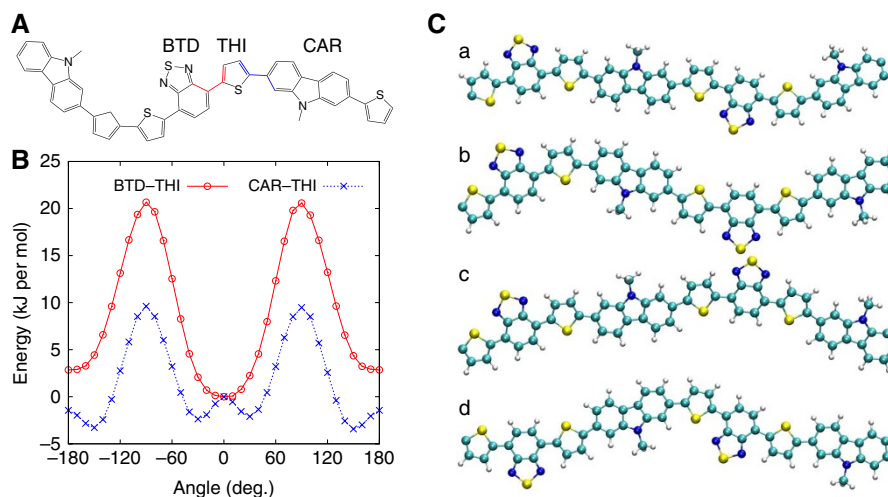 A
BTD THI CAR
S
N N
N
S
S
S
N
S
B
Energy (kJ per mol)
25
20
15
10
5
0
−5
BTD–THI
CAR–THI
−180 −120 −60 0 60 120 180
Angle (deg.)
C
a
b
c
d